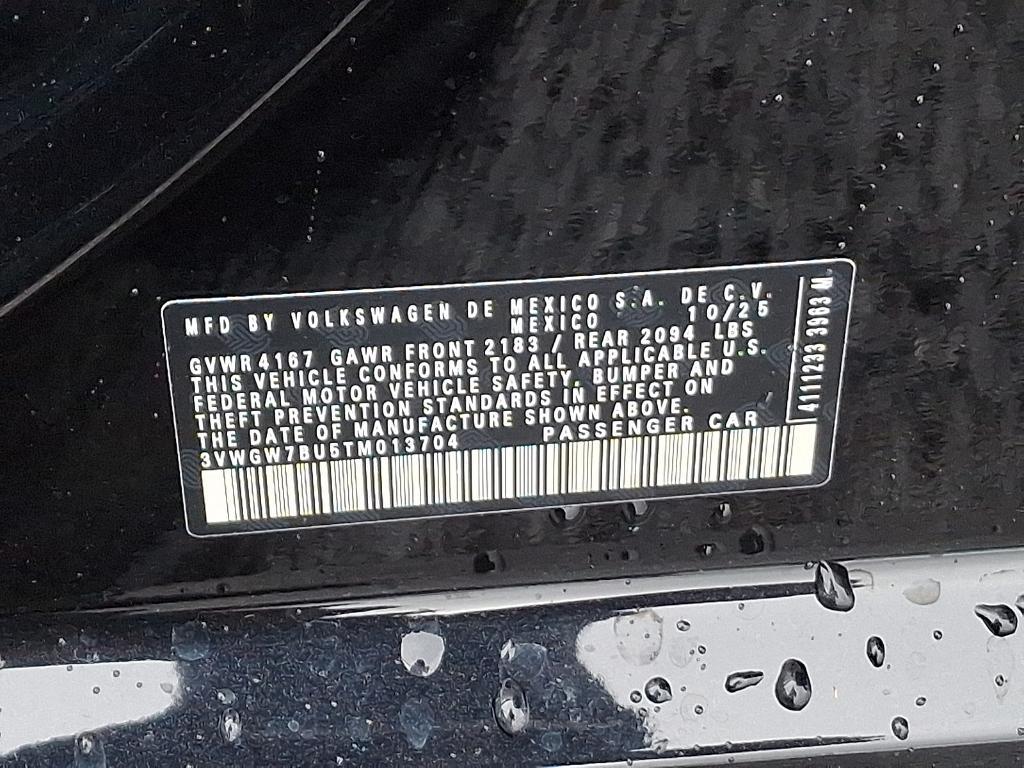 MFD BY VOLKSWAGEN DE MEXICO S.A. DE C.V.
MEXICO 10/25
GVWR 4167 GAWR FRONT 2183 / REAR 2094 LBS
THIS VEHICLE CONFORMS TO ALL APPLICABLE U.S.
FEDERAL MOTOR VEHICLE SAFETY, BUMPER AND
THEFT PREVENTION STANDARDS IN EFFECT ON
THE DATE OF MANUFACTURE SHOWN ABOVE.
3VWGW7BU5TM013704 PASSENGER CAR
4111233 3963 M